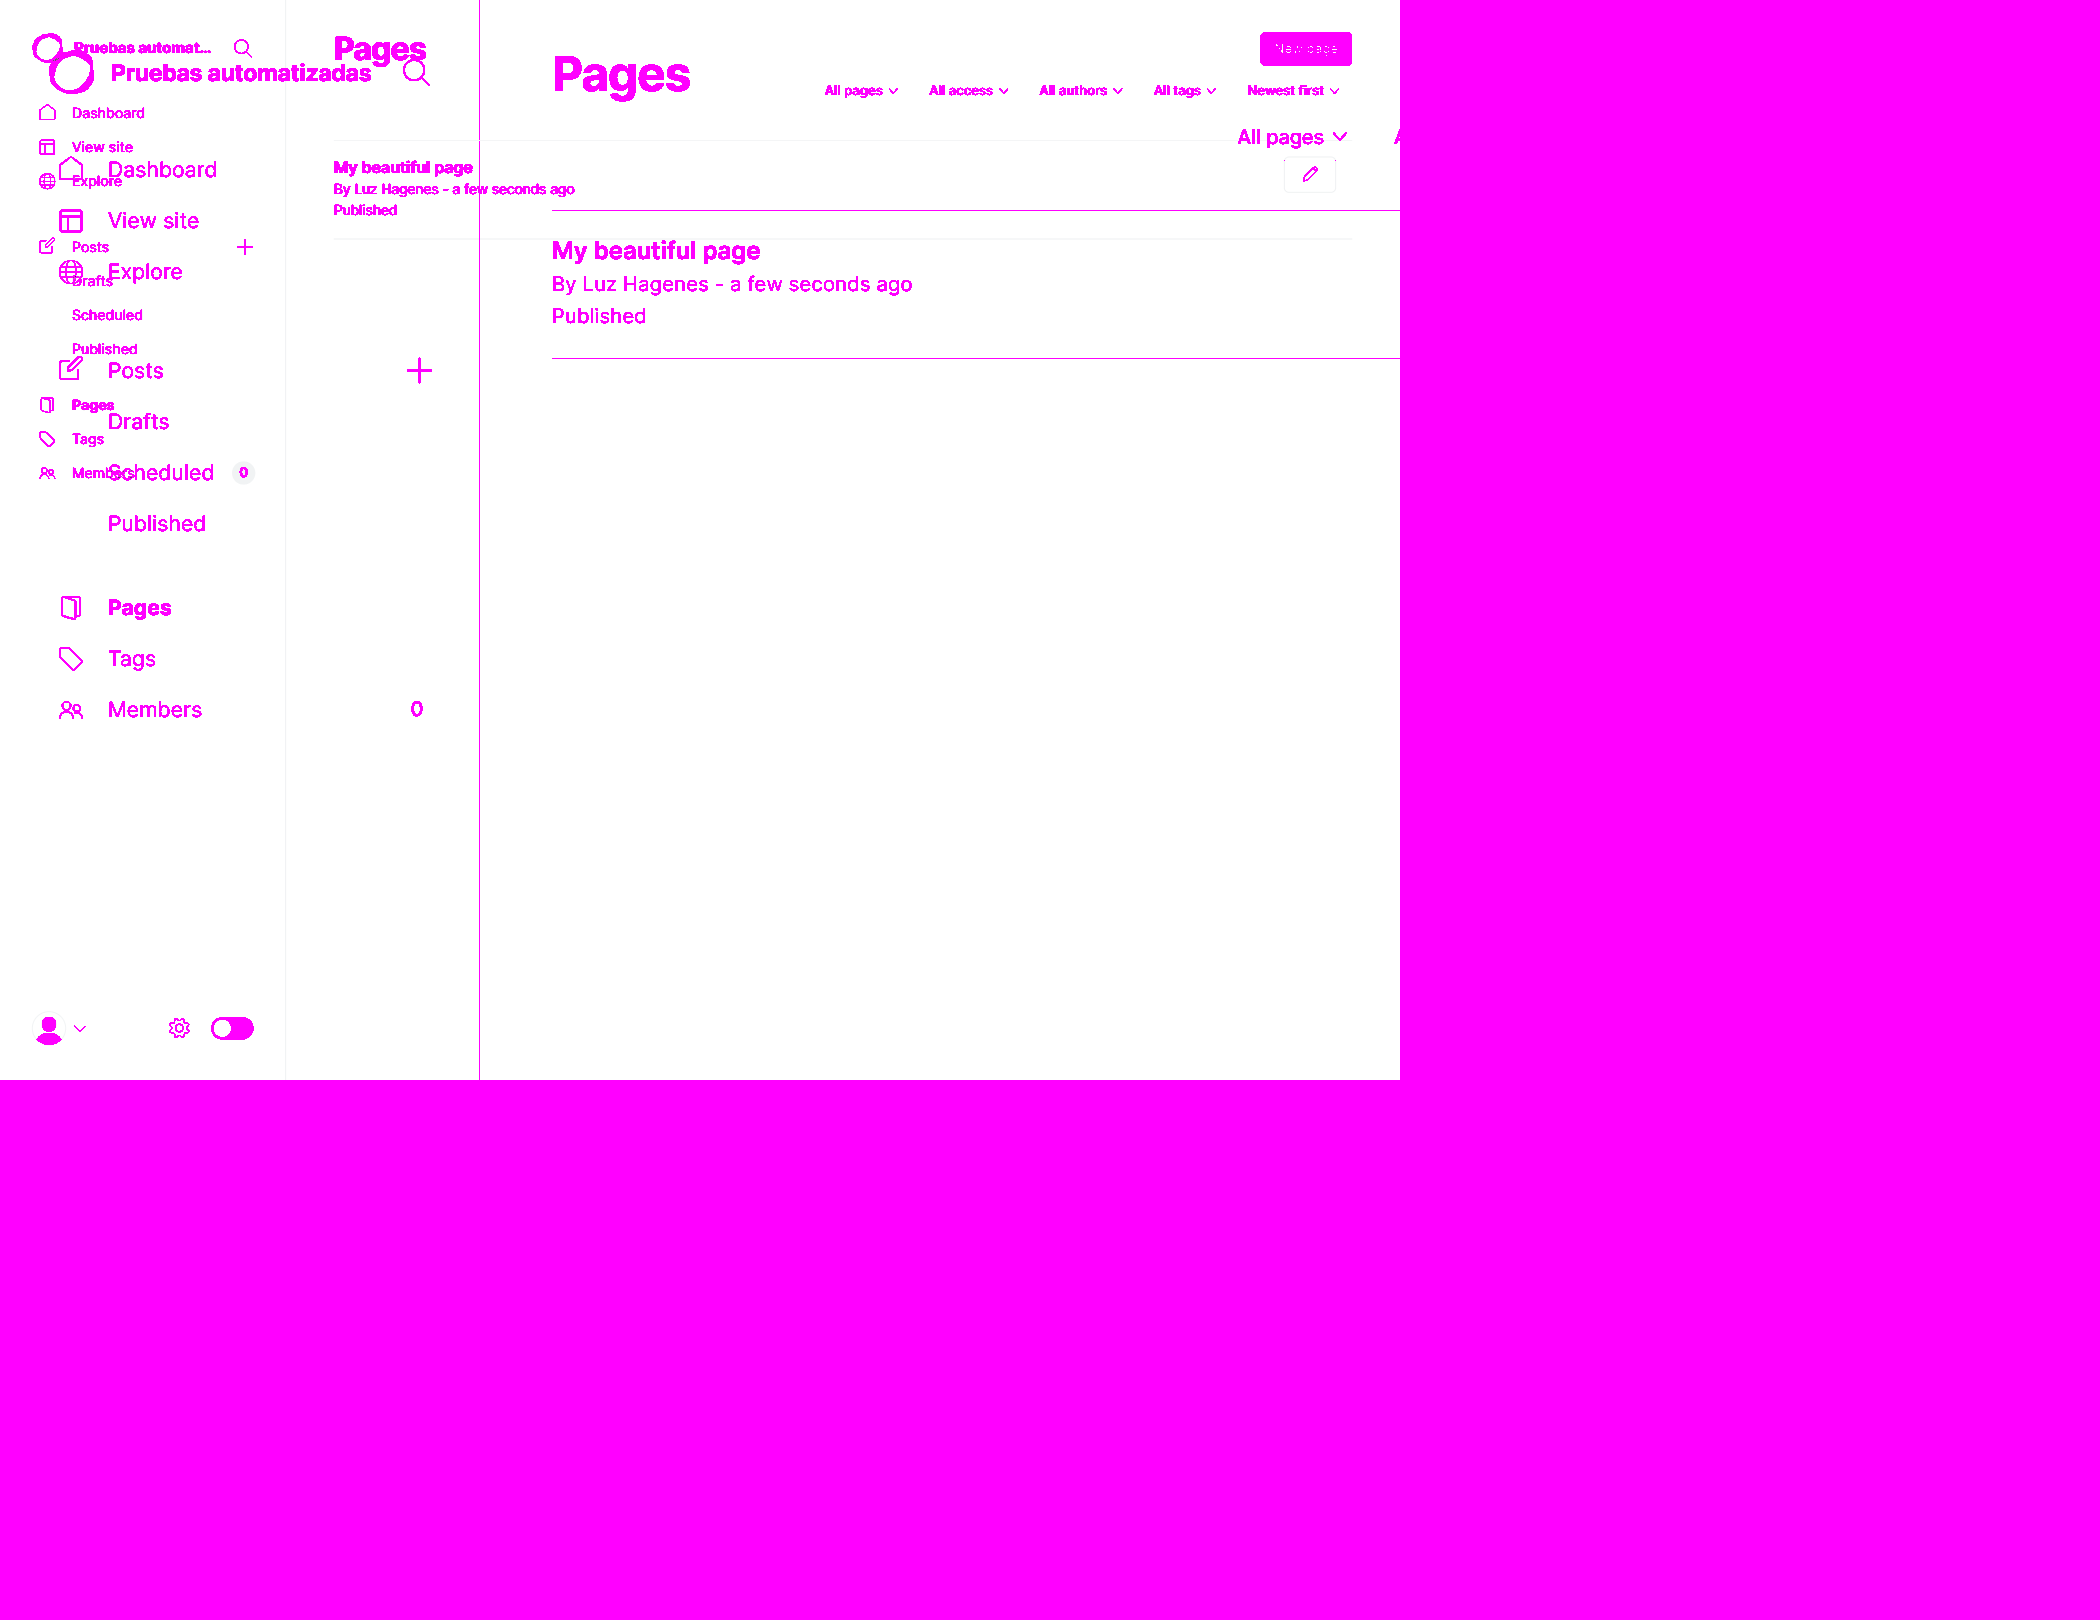 Pruebas automat...
Pages
New page
Pruebas automatizadas
Pages
All pages
All access
All authors
All tags
Newest first
Dashboard
All pages
View site
Dashboard
My beautiful page
Explore
By Luz Hagenes - a few seconds ago
Published
View site
Posts
My beautiful page
Explore
Drafts
By Luz Hagenes - a few seconds ago
Scheduled
Published
Published
Posts
Pages
Drafts
Tags
Members
Scheduled
0
Published
Pages
Tags
Members
0